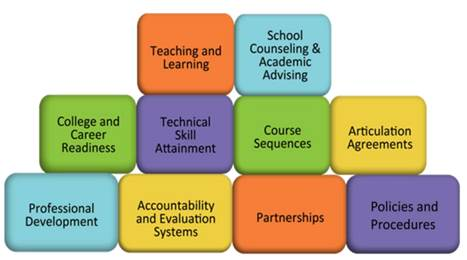 Teaching and
Learning
School
Counseling &
Academic
Advising
College and
Career
Readiness
Technical
Skill
Attainment
Course
Sequences
Articulation
Agreements
Professional
Development
Accountability
and Evaluation
Systems
Partnerships
Policies and
Procedures